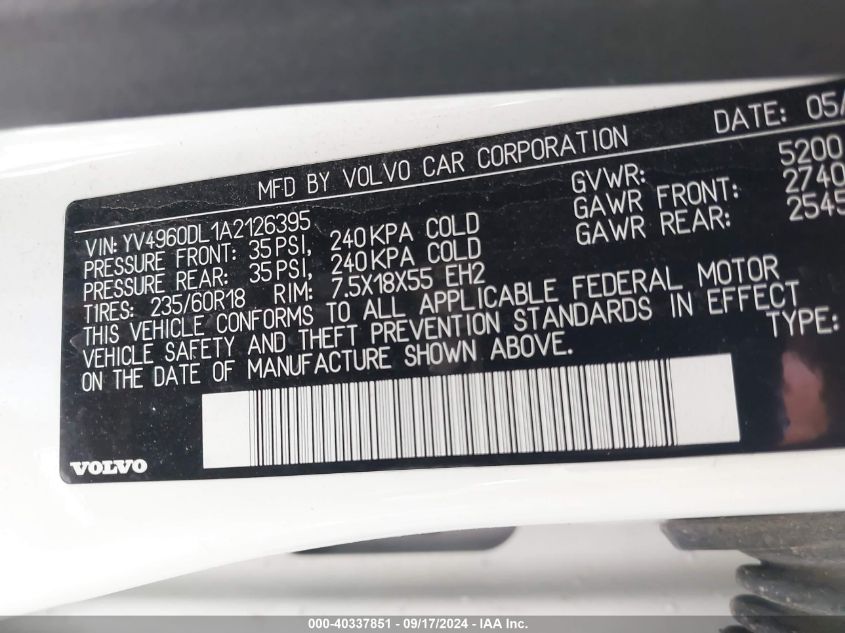 MFD BY VOLVO CAR CORPORATION
DATE: 05/
VIN: YV4960DL1A2126395
PRESSURE FRONT: 35 PSI, 240 KPA COLD
PRESSURE REAR: 35 PSI, 240 KPA COLD
TIRES: 235/60R18 RIM: 7.5X18X55 EH2
GVWR: 5200
GAWR FRONT: 2740
GAWR REAR: 2545
THIS VEHICLE CONFORMS TO ALL APPLICABLE FEDERAL MOTOR
VEHICLE SAFETY AND THEFT PREVENTION STANDARDS IN EFFECT
ON THE DATE OF MANUFACTURE SHOWN ABOVE.
TYPE:
VOLVO
000-40337851 - 09/17/2024 - IAA Inc.